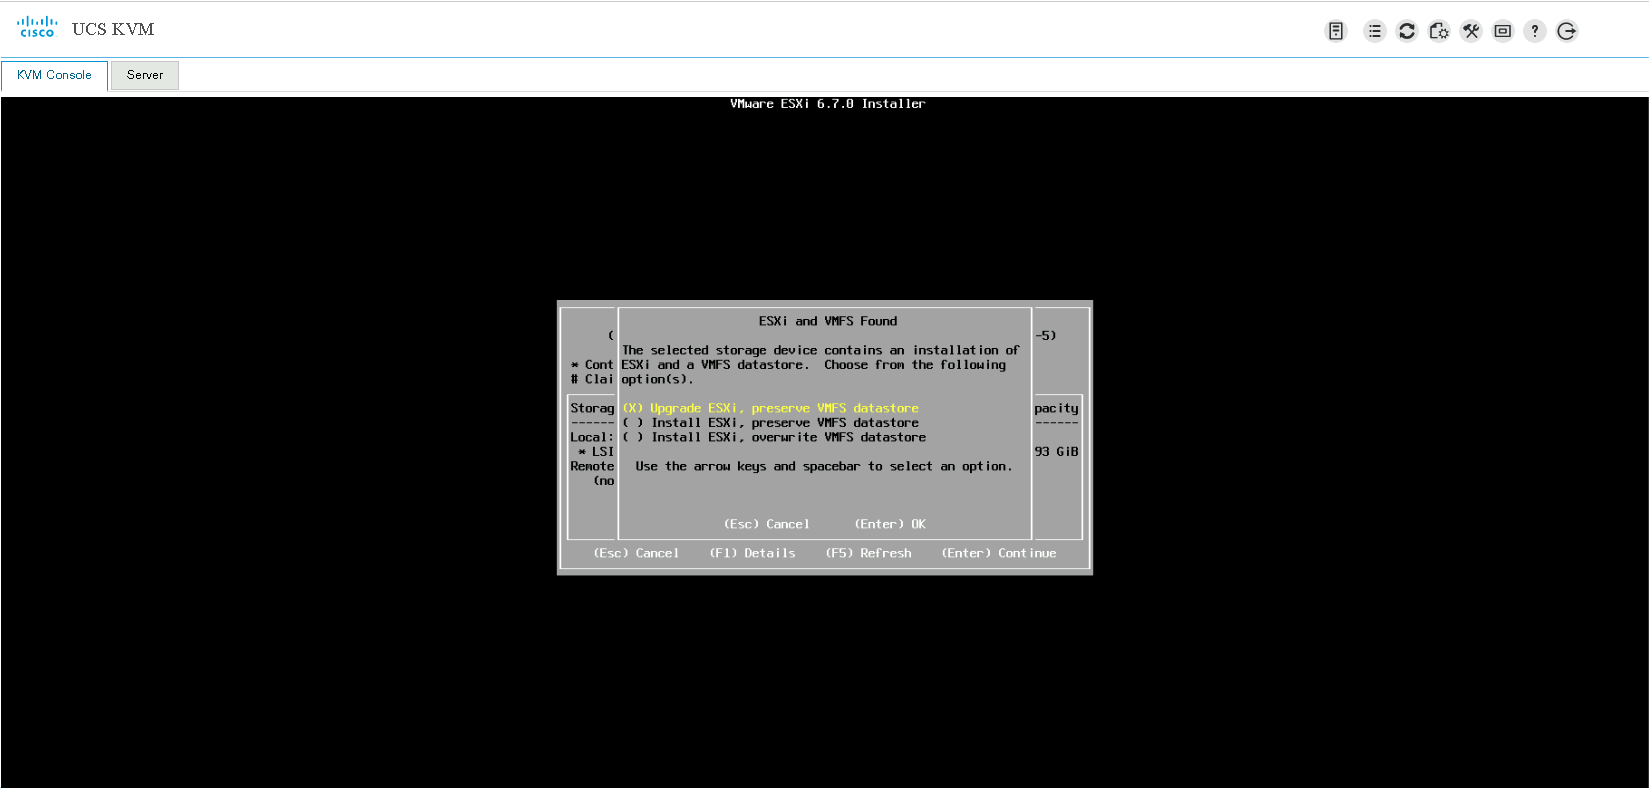 cisco UCS KVM
KVM Console Server
VMware ESXi 6.7.0 Installer
ESXi and VMFS Found
( -5)
The selected storage device contains an installation of
* Cont ESXi and a VMFS datastore. Choose from the following
# Clai option(s).
Storag (X) Upgrade ESXi, preserve VMFS datastore pacity
------ ( ) Install ESXi, preserve VMFS datastore ------
Local: ( ) Install ESXi, overwrite VMFS datastore
* LSI 93 GiB
Remote Use the arrow keys and spacebar to select an option.
(no
(Esc) Cancel (Enter) OK
(Esc) Cancel (F1) Details (F5) Refresh (Enter) Continue